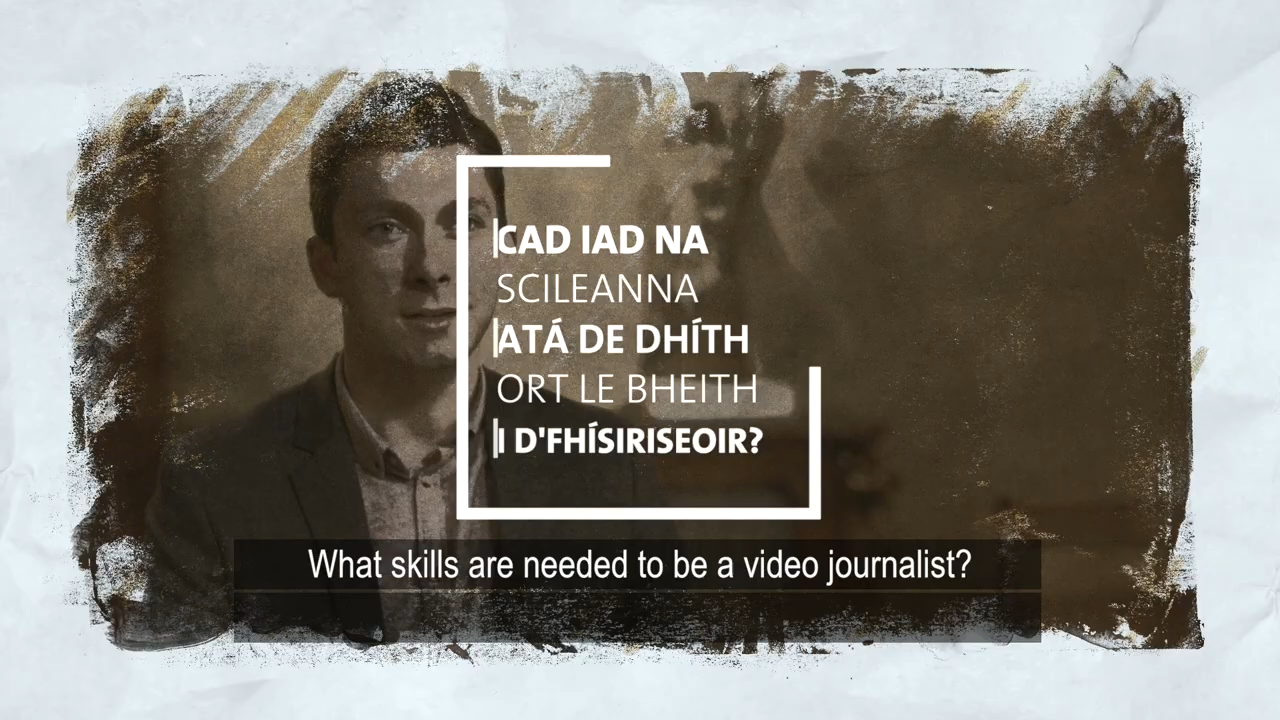 CAD IAD NA
SCILEANNA
ATÁ DE DHÍTH
ORT LE BHEITH
I D'FHÍSIRISEOIR?
What skills are needed to be a video journalist?